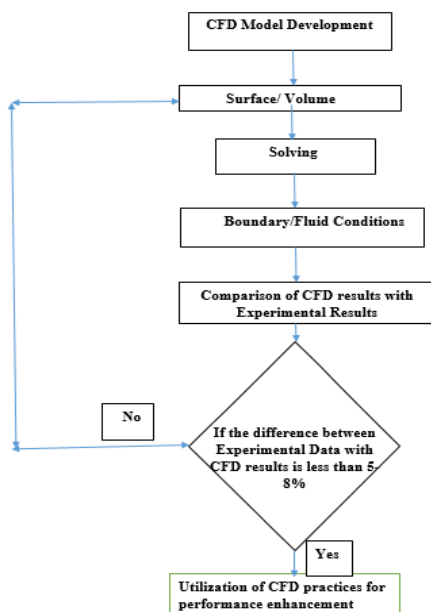 CFD Model Development
Surface/ Volume
Solving
Boundary/Fluid Conditions
Comparison of CFD results with
Experimental Results
No
If the difference between
Experimental Data with
CFD results is less than 5-
8%
Yes
Utilization of CFD practices for
performance enhancement